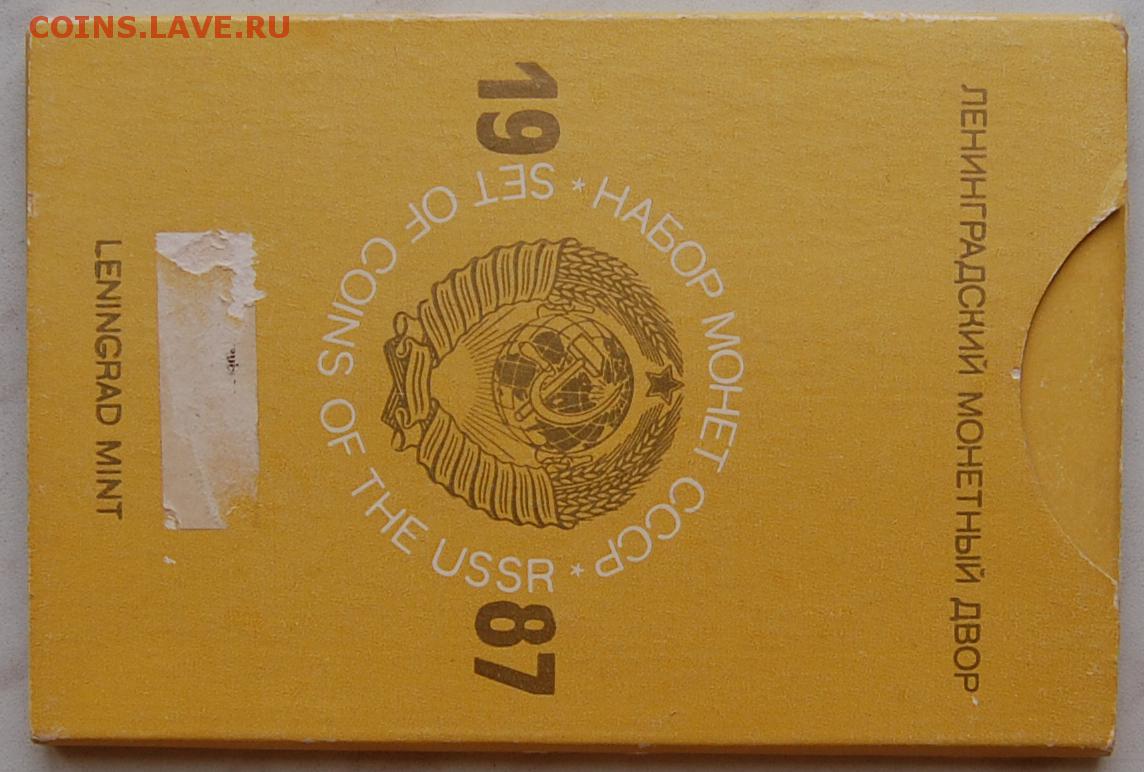 COINS.LAVE.RU
ЛЕНИНГРАДСКИЙ МОНЕТНЫЙ ДВОР
* НАБОР МОНЕТ СССР *
19 87
SET OF COINS OF THE USSR
LENINGRAD MINT